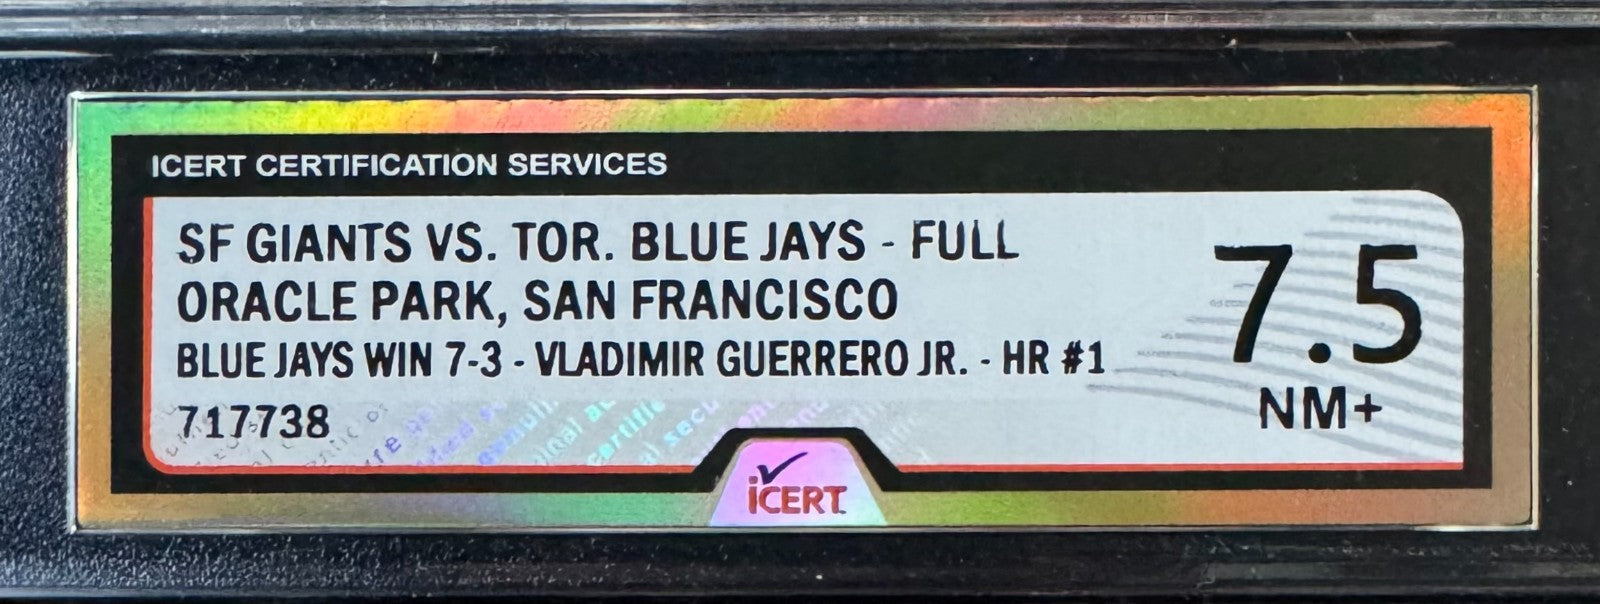 ICERT CERTIFICATION SERVICES
SF GIANTS VS. TOR. BLUE JAYS - FULL
ORACLE PARK, SAN FRANCISCO
BLUE JAYS WIN 7-3 - VLADIMIR GUERRERO JR. - HR #1
717738
7.5
NM+
iCERT